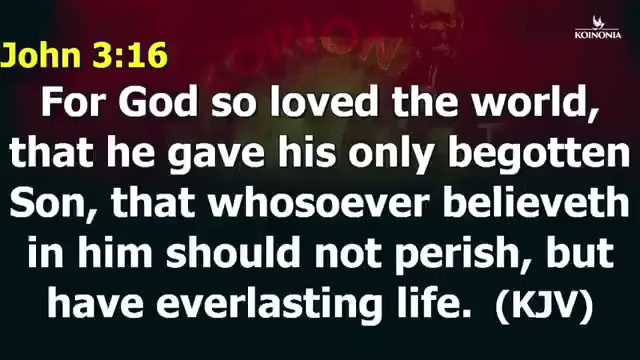 KOINONIA
John 3:16
For God so loved the world,
that he gave his only begotten
Son, that whosoever believeth
in him should not perish, but
have everlasting life. (KJV)